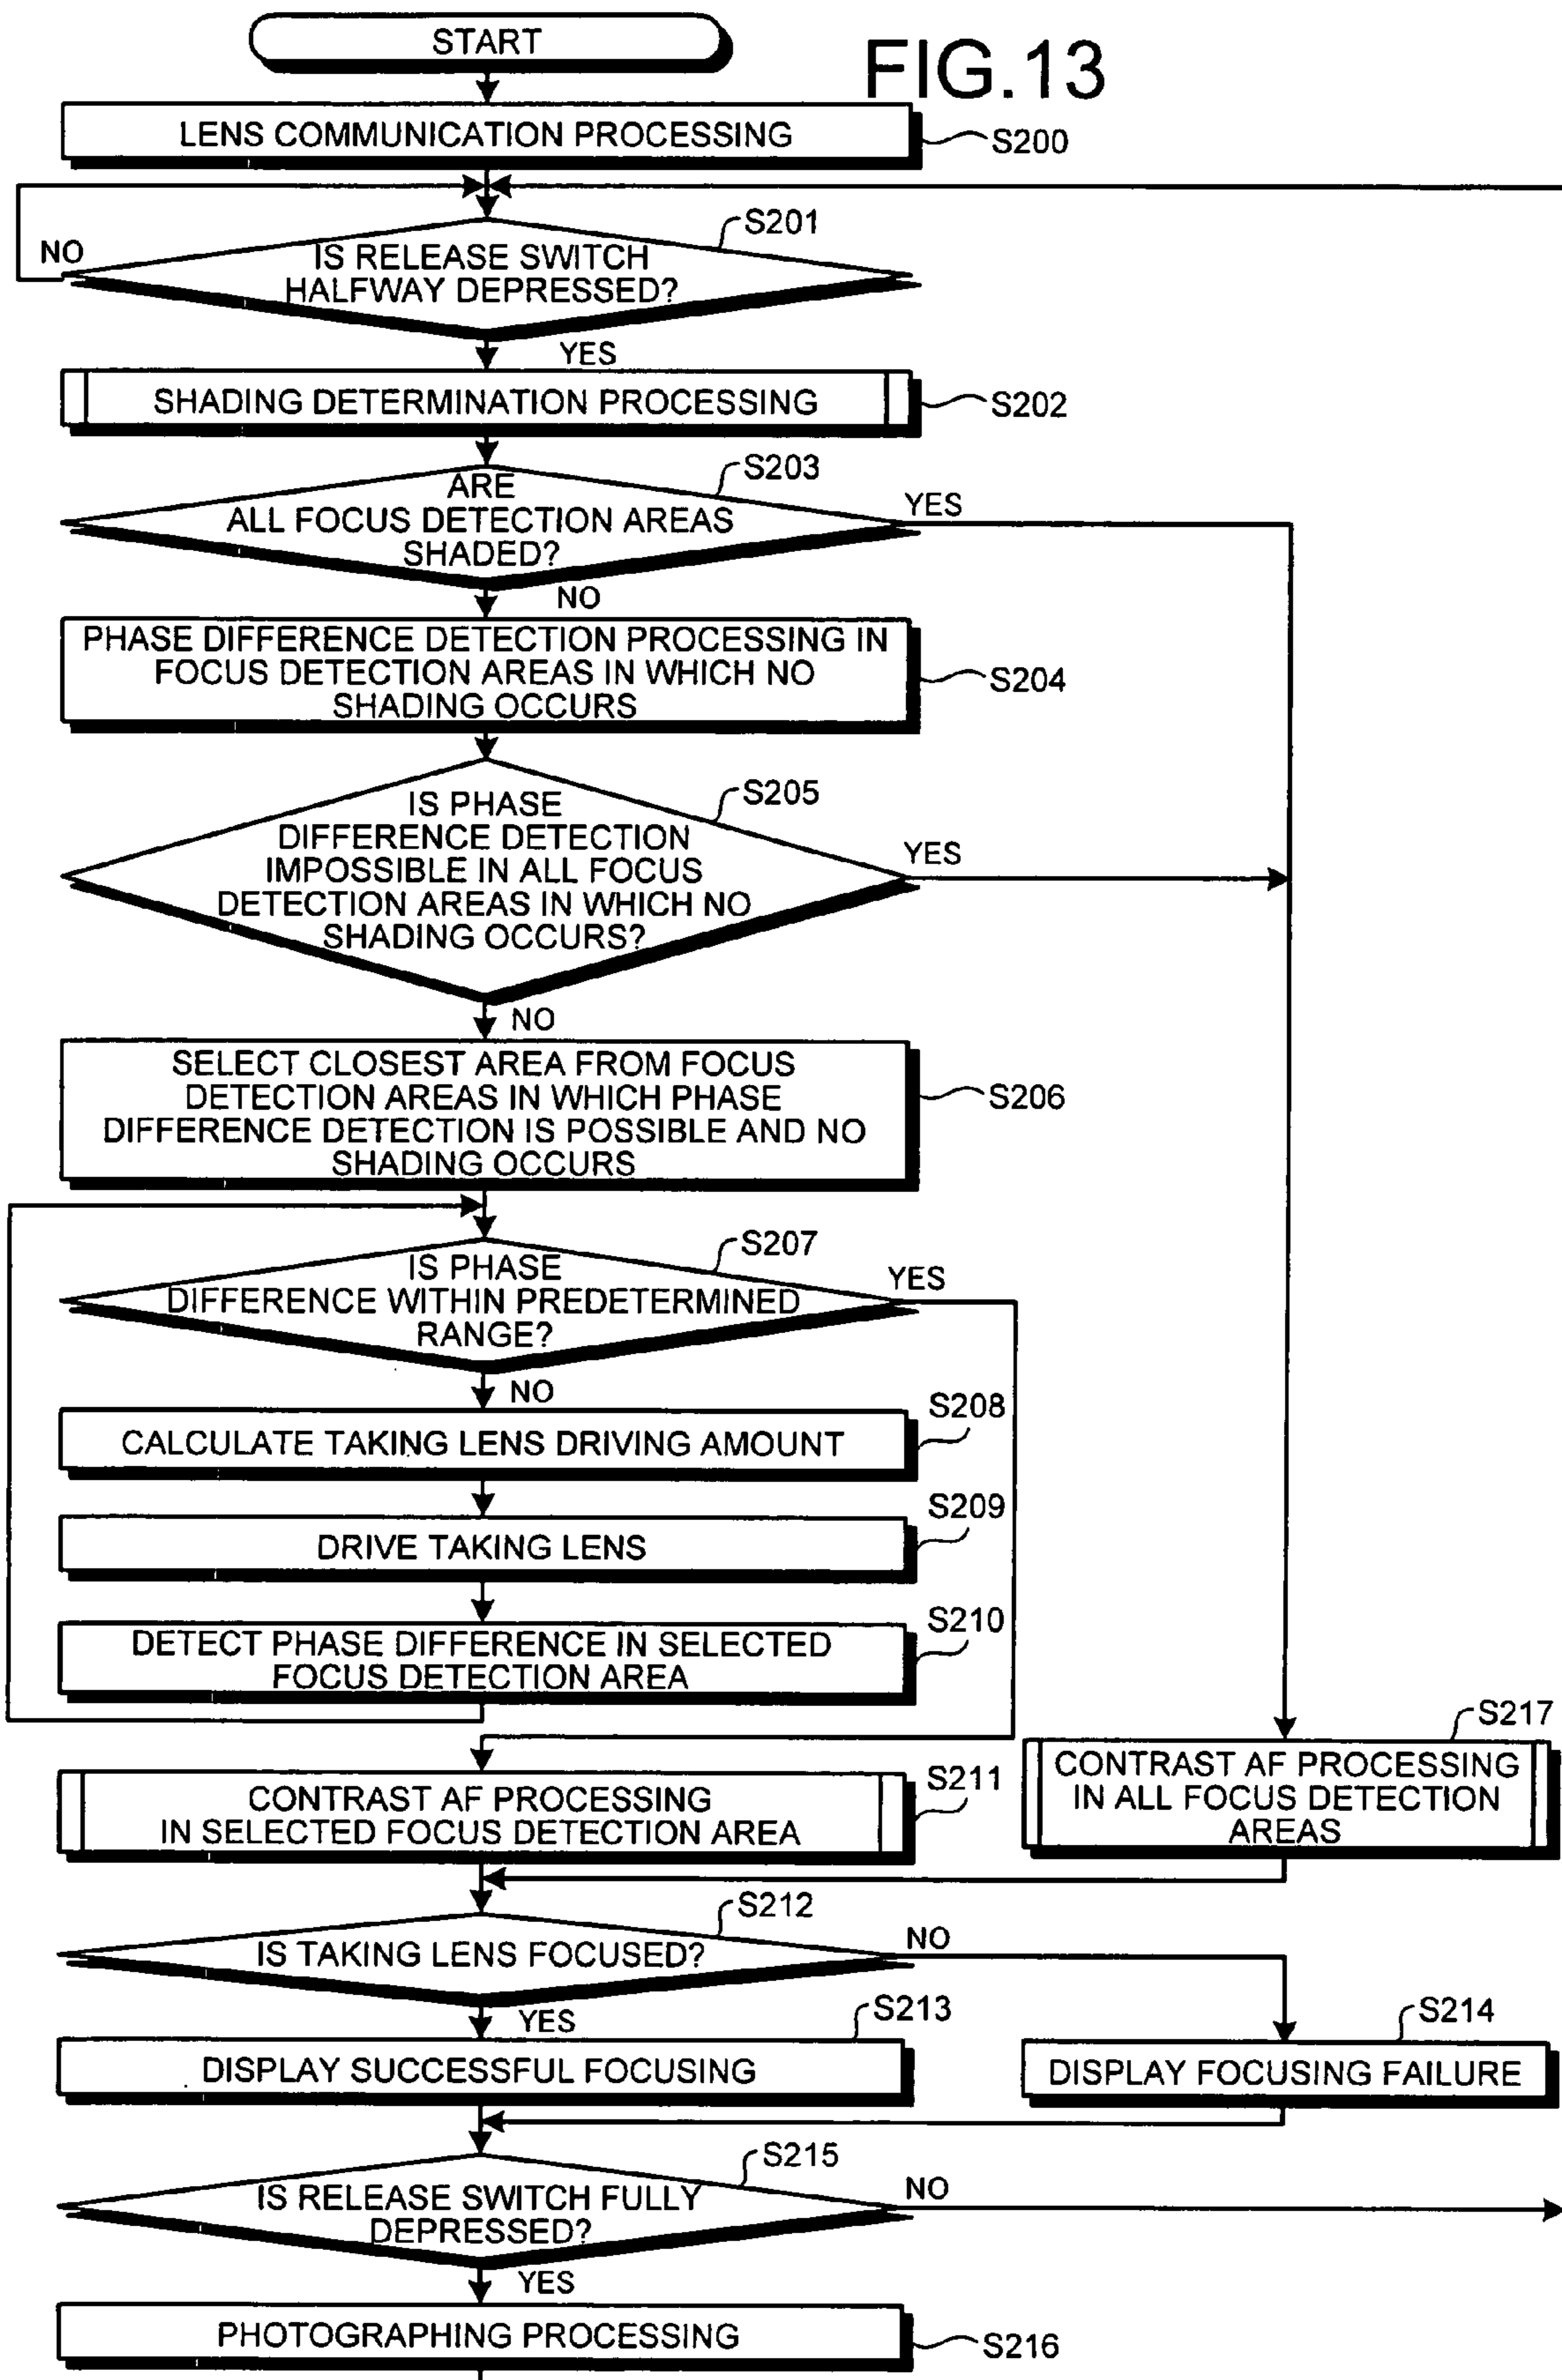 START
FIG.13
LENS COMMUNICATION PROCESSING
S200
S201
NO
IS RELEASE SWITCH
HALFWAY DEPRESSED?
YES
SHADING DETERMINATION PROCESSING
S202
S203
ARE
ALL FOCUS DETECTION AREAS
SHADED?
YES
NO
PHASE DIFFERENCE DETECTION PROCESSING IN
FOCUS DETECTION AREAS IN WHICH NO
SHADING OCCURS
S204
S205
IS PHASE
DIFFERENCE DETECTION
IMPOSSIBLE IN ALL FOCUS
DETECTION AREAS IN WHICH NO
SHADING OCCURS?
YES
NO
SELECT CLOSEST AREA FROM FOCUS
DETECTION AREAS IN WHICH PHASE
DIFFERENCE DETECTION IS POSSIBLE AND NO
SHADING OCCURS
S206
S207
IS PHASE
DIFFERENCE WITHIN PREDETERMINED
RANGE?
YES
NO
S208
CALCULATE TAKING LENS DRIVING AMOUNT
S209
DRIVE TAKING LENS
S210
DETECT PHASE DIFFERENCE IN SELECTED
FOCUS DETECTION AREA
S211
CONTRAST AF PROCESSING
IN SELECTED FOCUS DETECTION AREA
S217
CONTRAST AF PROCESSING
IN ALL FOCUS DETECTION
AREAS
S212
IS TAKING LENS FOCUSED?
NO
YES
S213
DISPLAY SUCCESSFUL FOCUSING
S214
DISPLAY FOCUSING FAILURE
S215
IS RELEASE SWITCH FULLY
DEPRESSED?
NO
YES
PHOTOGRAPHING PROCESSING
S216